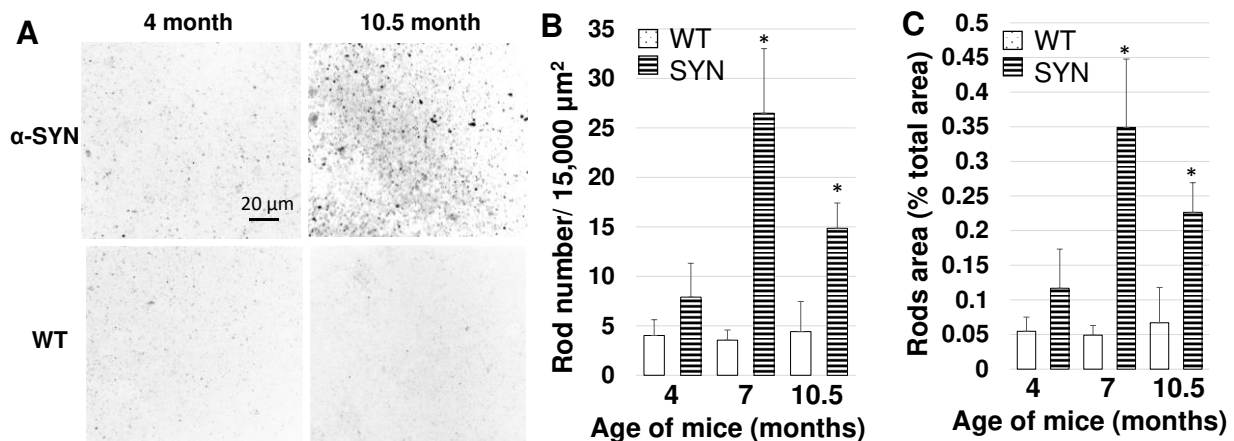 A
4 month
10.5 month
α-SYN
20 µm
WT
B
Rod number/ 15,000 µm²
35
30
25
20
15
10
5
0
WT
SYN
*
*
4
7
10.5
Age of mice (months)
C
Rods area (% total area)
0.5
0.45
0.4
0.35
0.3
0.25
0.2
0.15
0.1
0.05
0
WT
SYN
*
*
4
7
10.5
Age of mice (months)